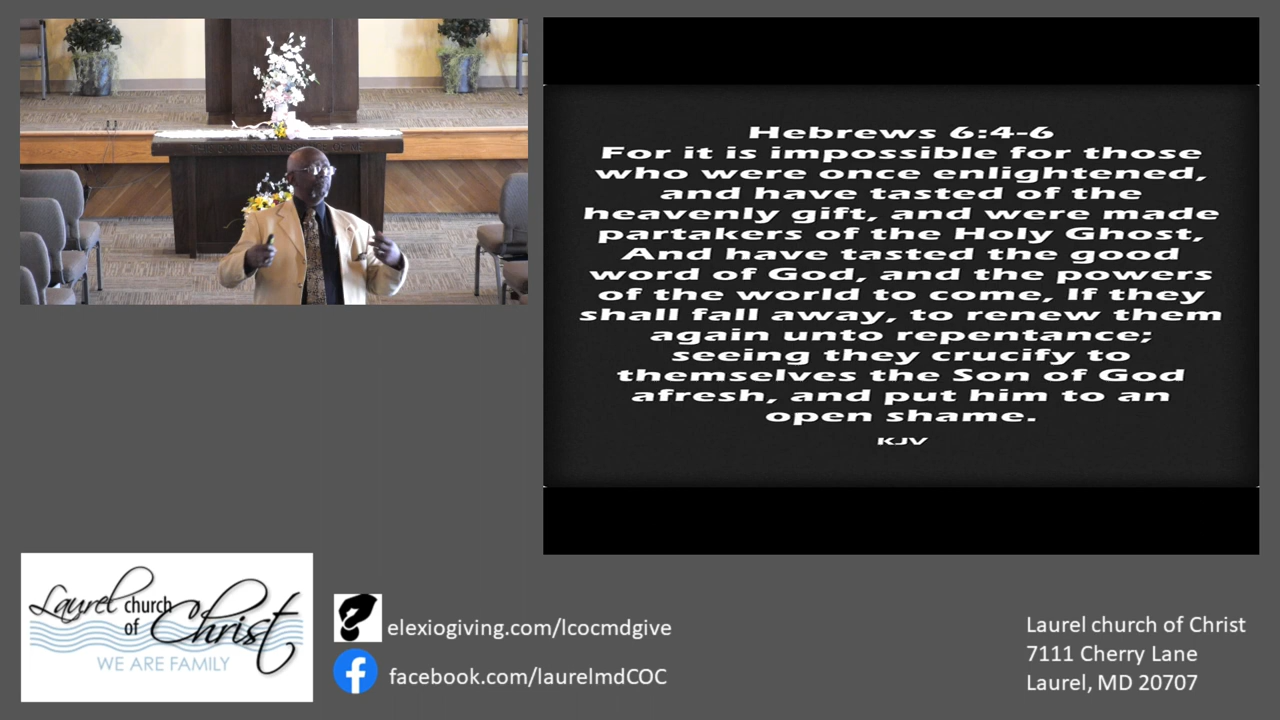 Hebrews 6:4-6
For it is impossible for those
who were once enlightened,
and have tasted of the
heavenly gift, and were made
partakers of the Holy Ghost,
And have tasted the good
word of God, and the powers
of the world to come, If they
shall fall away, to renew them
again unto repentance;
seeing they crucify to
themselves the Son of God
afresh, and put him to an
open shame.
KJV
Laurel church
of Christ
WE ARE FAMILY
elexiogiving.com/lcocmdgive
facebook.com/laurelmdCOC
Laurel church of Christ
7111 Cherry Lane
Laurel, MD 20707